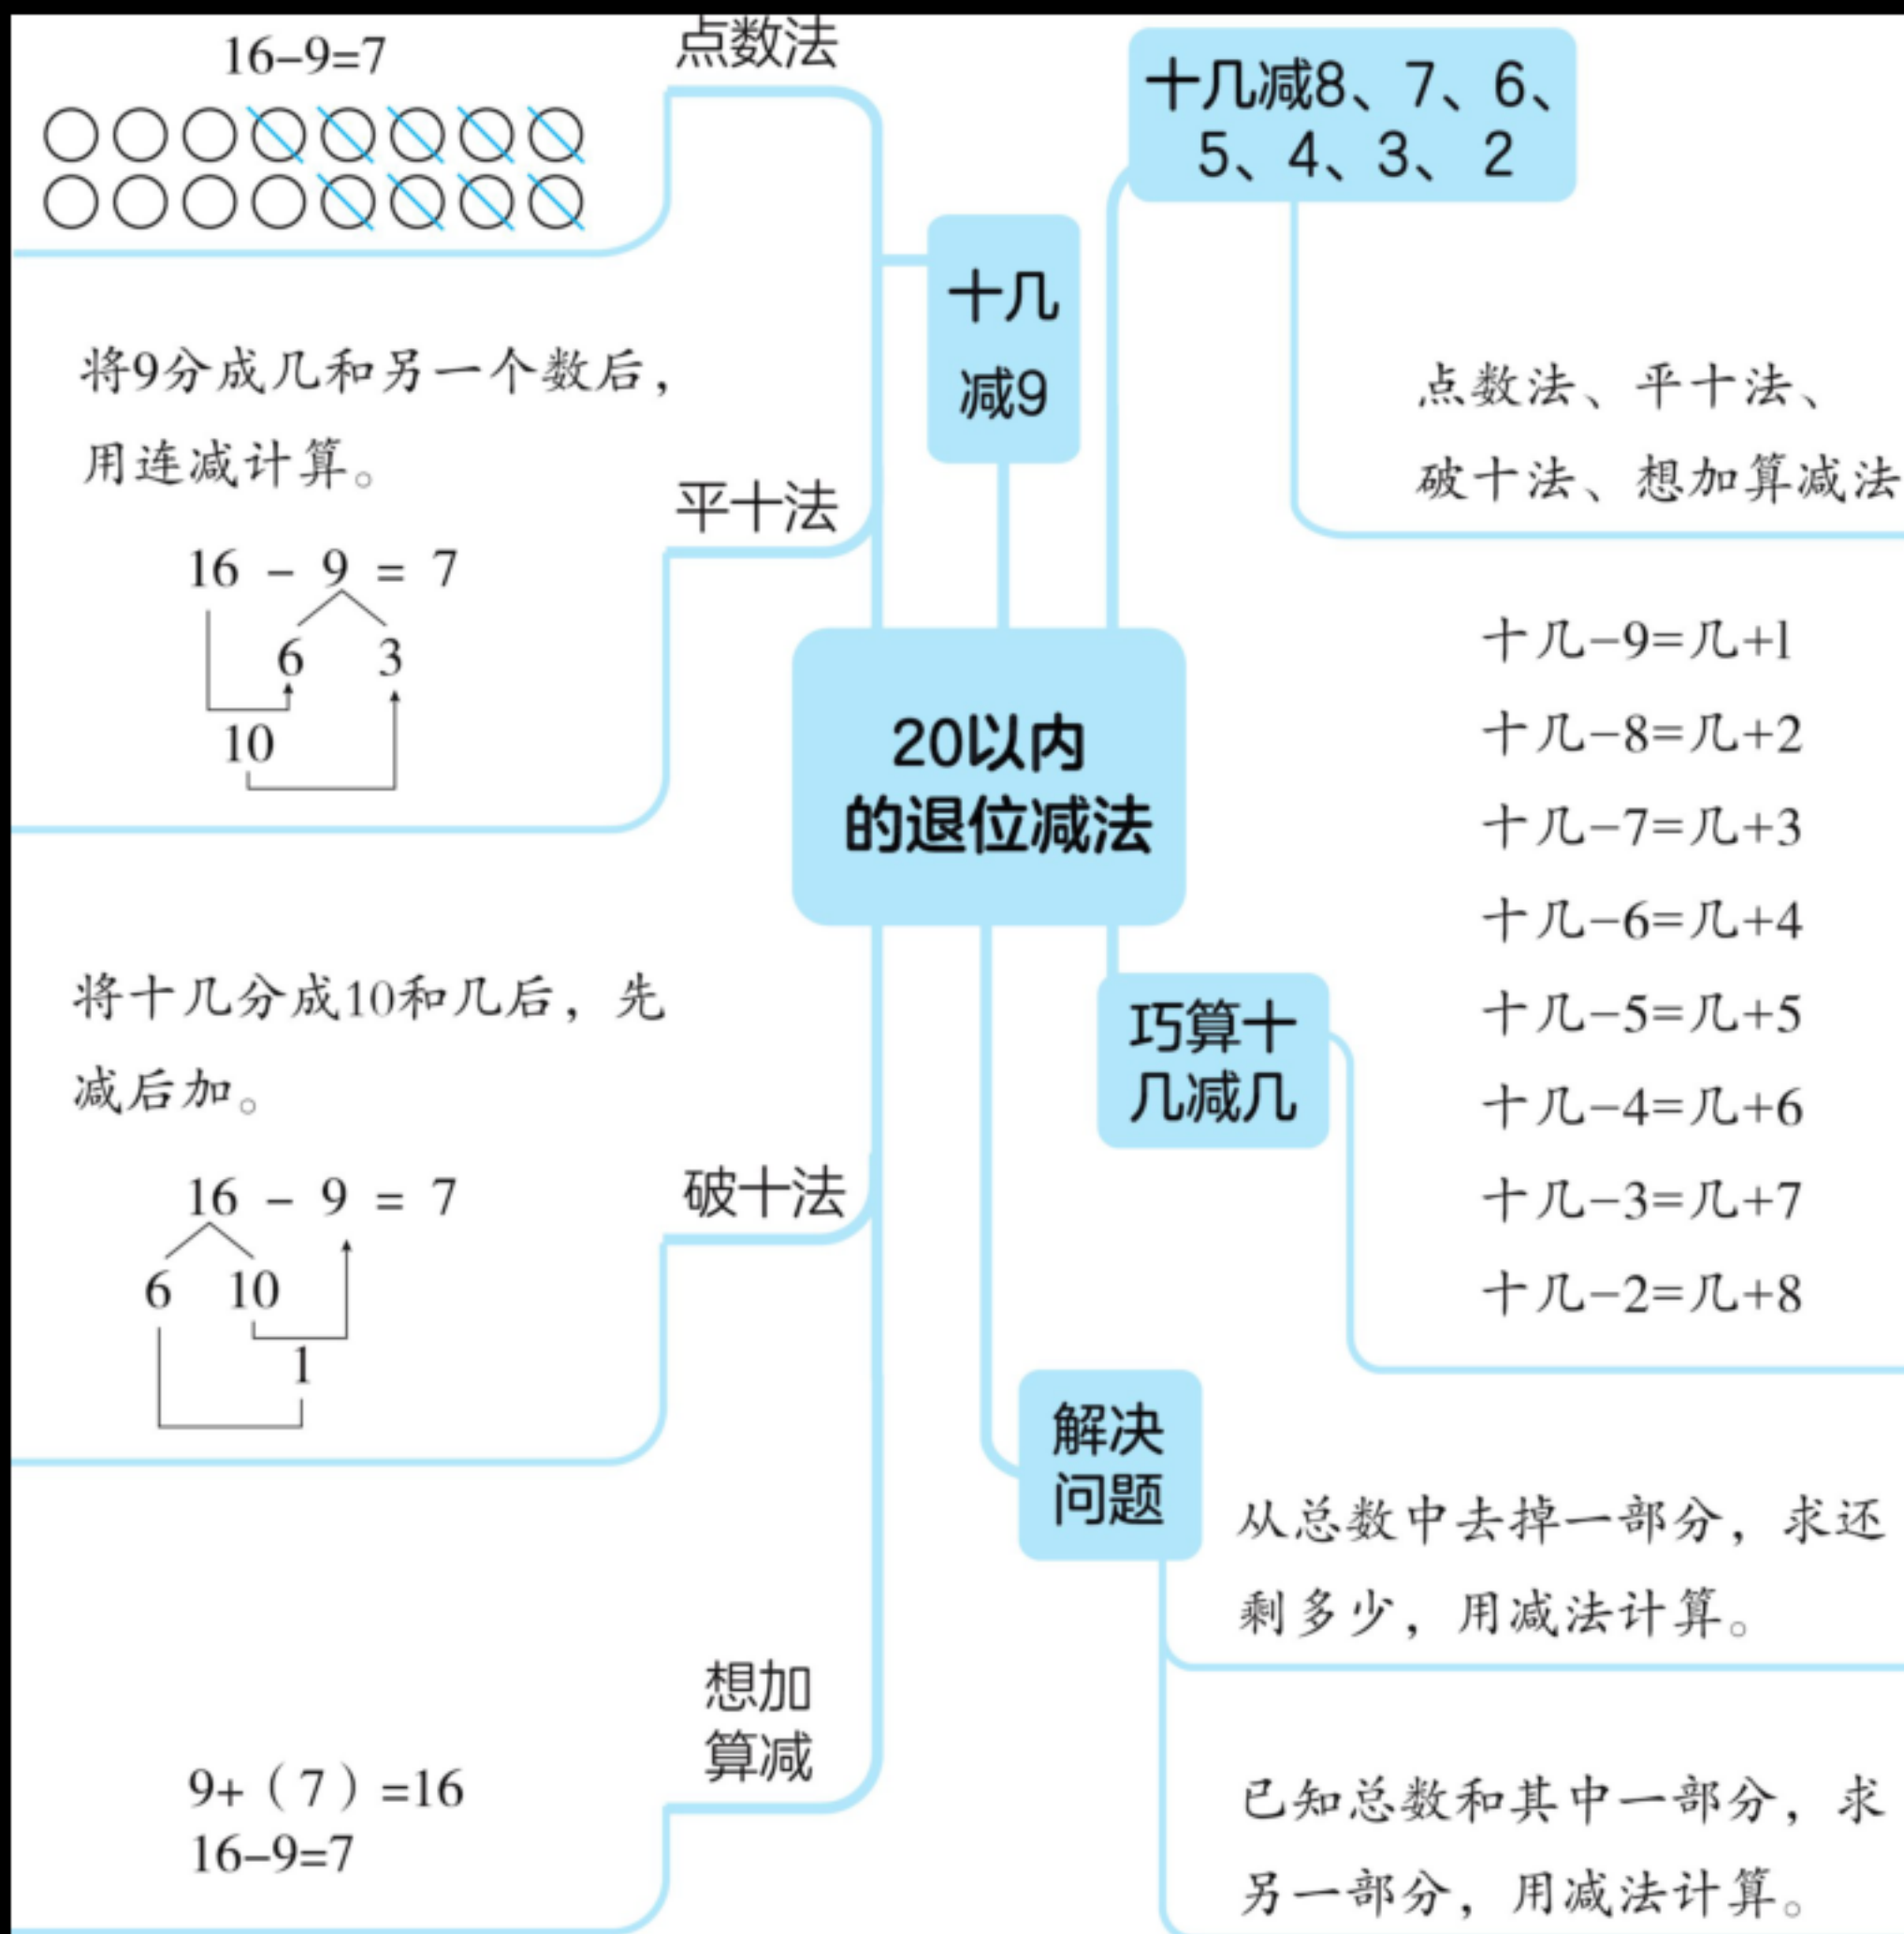 16-9=7
点数法
将9分成几和另一个数后，
用连减计算。
平十法
16 - 9 = 7
6 3
10
将十几分成10和几后，先
减后加。
破十法
16 - 9 = 7
6 10
1
想加
算减
9+（7）=16
16-9=7
十几
减9
20以内
的退位减法
十几减8、7、6、
5、4、3、2
点数法、平十法、
破十法、想加算减法
巧算十
几减几
十几-9=几+1
十几-8=几+2
十几-7=几+3
十几-6=几+4
十几-5=几+5
十几-4=几+6
十几-3=几+7
十几-2=几+8
解决
问题
从总数中去掉一部分，求还
剩多少，用减法计算。
已知总数和其中一部分，求
另一部分，用减法计算。